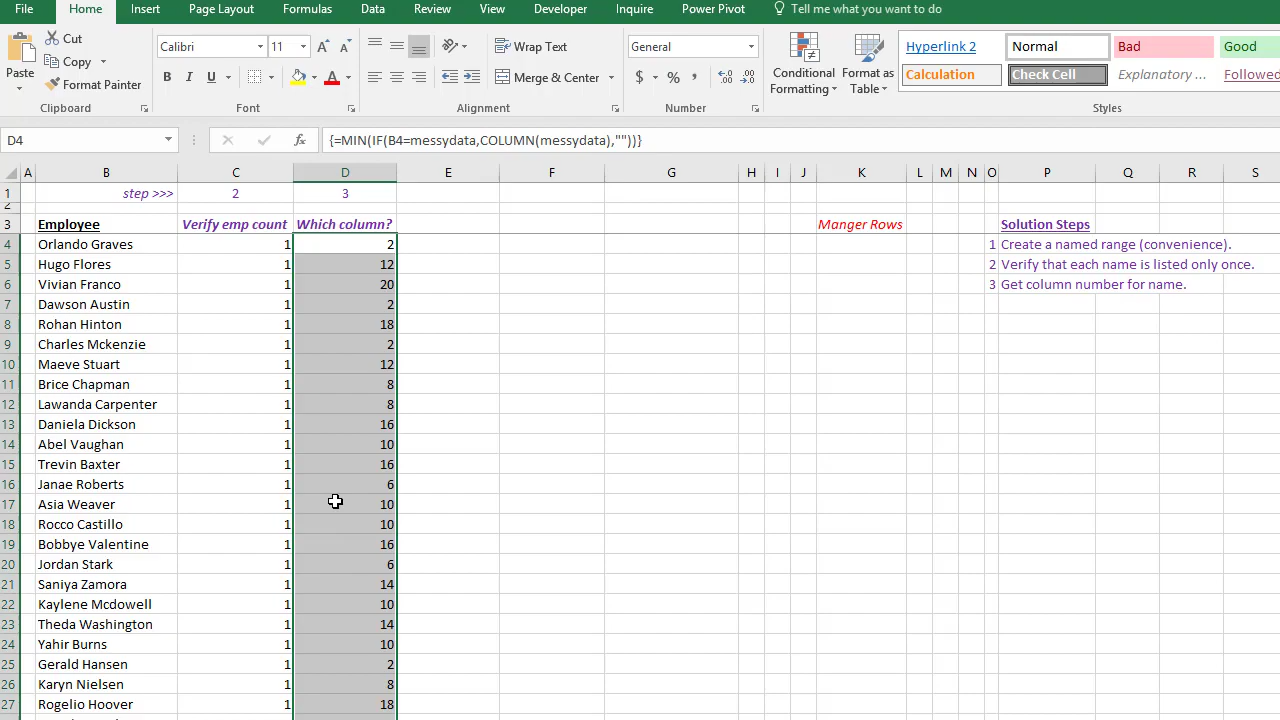 File Home Insert Page Layout Formulas Data Review View Developer Inquire Power Pivot Tell me what you want to do
Cut Calibri 11 A A Wrap Text General Hyperlink 2 Normal Bad Good
Paste Copy Format Painter B I U A Merge & Center $ % , Conditional Formatting Format as Table Calculation Check Cell Explanatory ... Followed
Clipboard Font Alignment Number Styles
D4 fx {=MIN(IF(B4=messydata,COLUMN(messydata),""))}
A B C D E F G H I J K L M N O P Q R S
1 step >>> 2 3
2
3 Employee Verify emp count Which column? Manger Rows Solution Steps
4 Orlando Graves 1 2 1 Create a named range (convenience).
5 Hugo Flores 1 12 2 Verify that each name is listed only once.
6 Vivian Franco 1 20 3 Get column number for name.
7 Dawson Austin 1 2
8 Rohan Hinton 1 18
9 Charles Mckenzie 1 2
10 Maeve Stuart 1 12
11 Brice Chapman 1 8
12 Lawanda Carpenter 1 8
13 Daniela Dickson 1 16
14 Abel Vaughan 1 10
15 Trevin Baxter 1 16
16 Janae Roberts 1 6
17 Asia Weaver 1 10
18 Rocco Castillo 1 10
19 Bobbye Valentine 1 16
20 Jordan Stark 1 6
21 Saniya Zamora 1 14
22 Kaylene Mcdowell 1 10
23 Theda Washington 1 14
24 Yahir Burns 1 10
25 Gerald Hansen 1 2
26 Karyn Nielsen 1 8
27 Rogelio Hoover 1 18